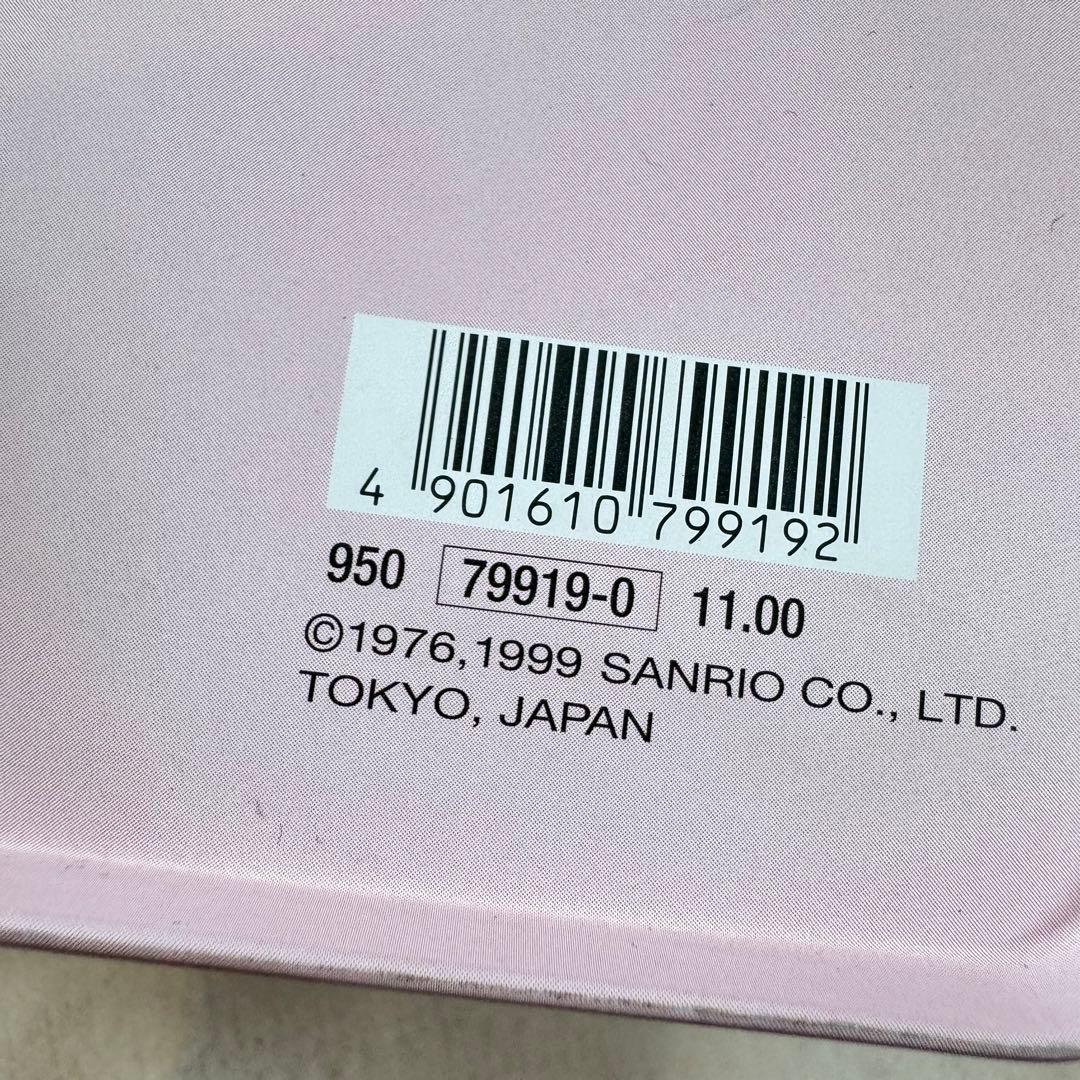 4 901610 799192
950 79919-0 11.00
©1976,1999 SANRIO CO., LTD.
TOKYO, JAPAN